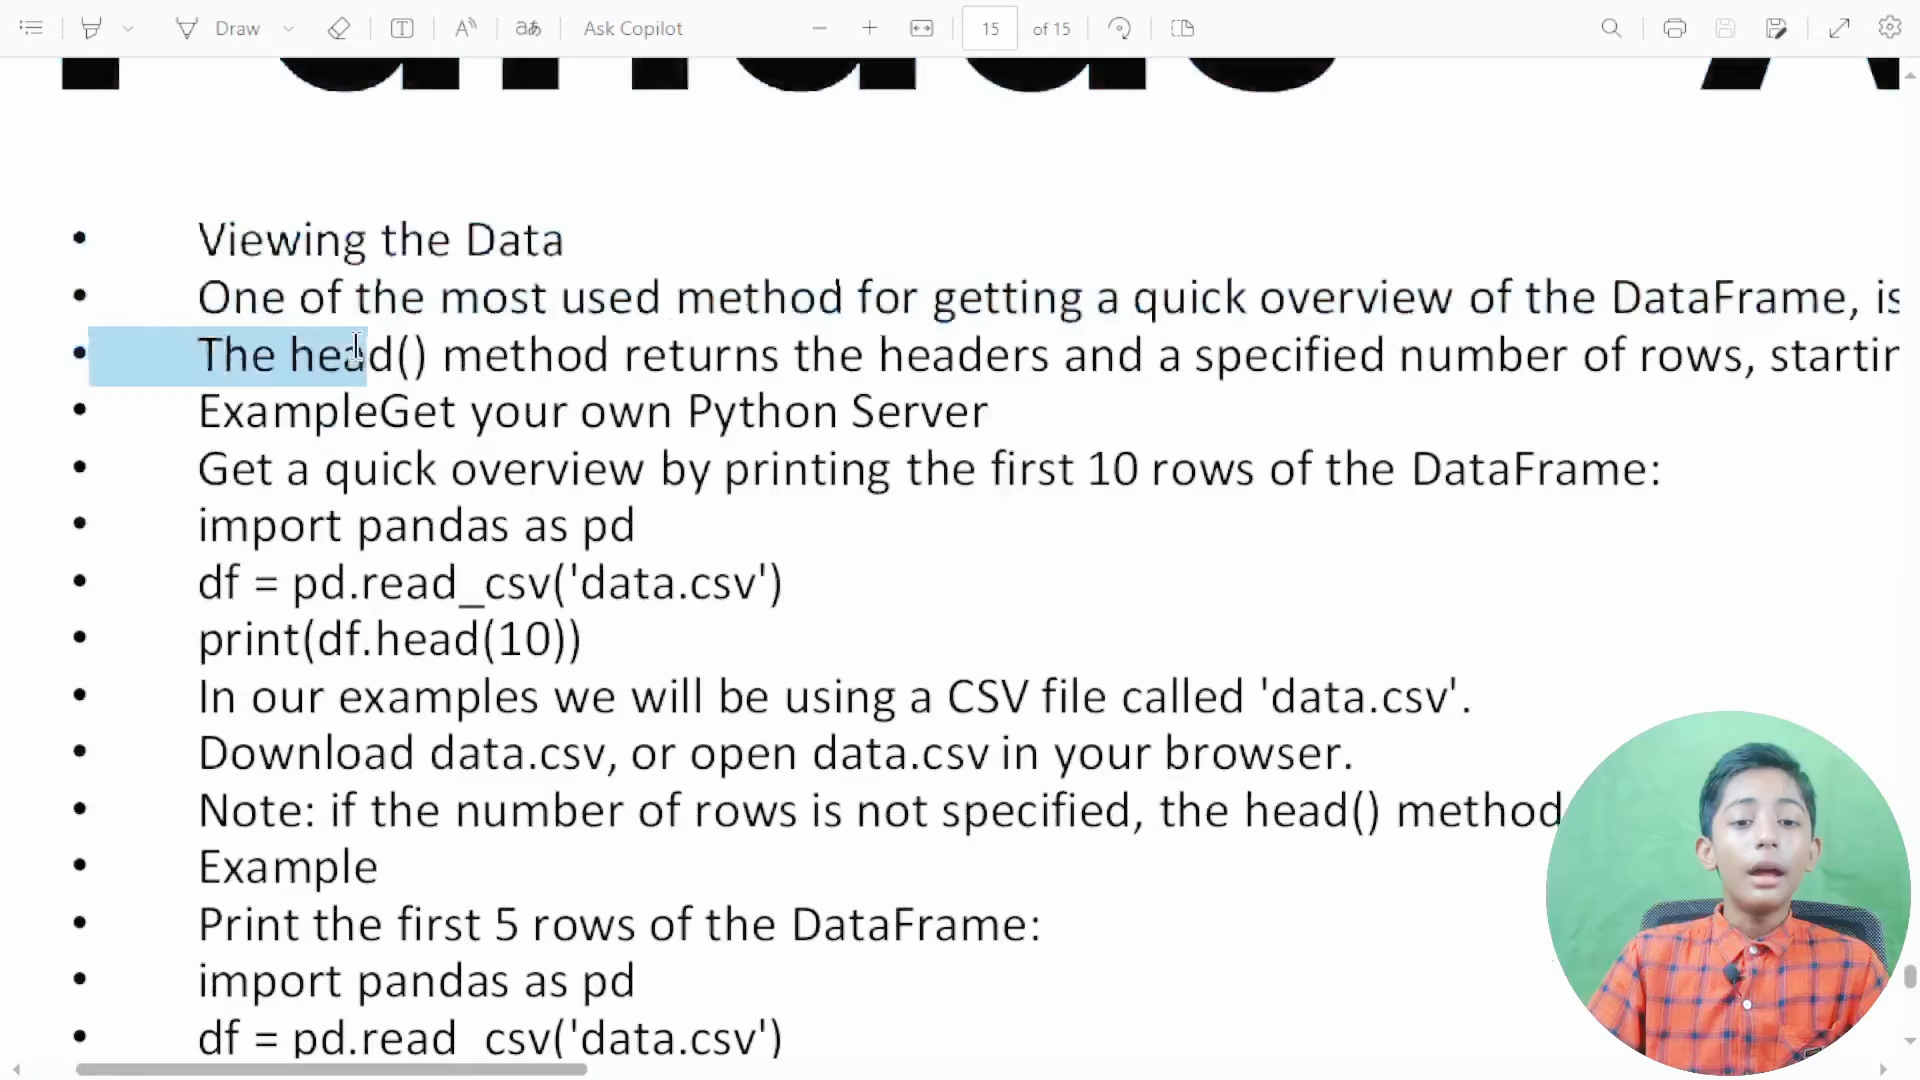 Draw
Ask Copilot
15 of 15
• Viewing the Data
• One of the most used method for getting a quick overview of the DataFrame, is
• The head() method returns the headers and a specified number of rows,
• ExampleGet your own Python Server
• Get a quick overview by printing the first 10 rows of the DataFrame:
• import pandas as pd
• df = pd.read_csv('data.csv')
• print(df.head(10))
• In our examples we will be using a CSV file called 'data.csv'.
• Download data.csv, or open data.csv in your browser.
• Note: if the number of rows is not specified, the head() method
• Example
• Print the first 5 rows of the DataFrame:
• import pandas as pd
• df = pd.read_csv('data.csv')